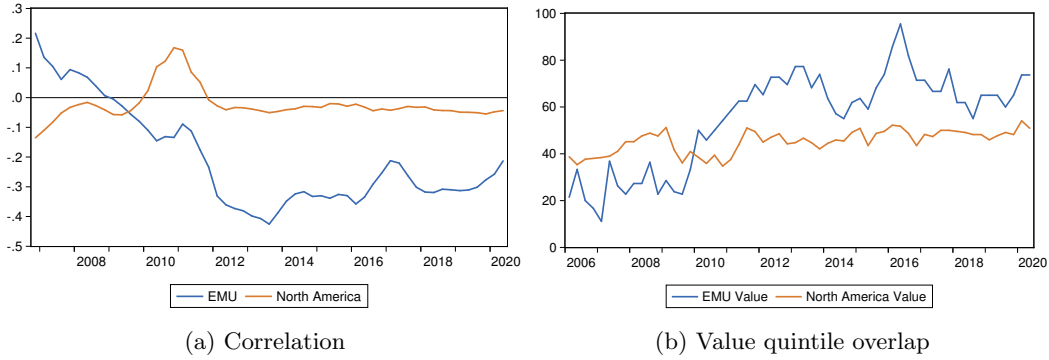 .3
.2
.1
.0
-.1
-.2
-.3
-.4
-.5
2008 2010 2012 2014 2016 2018 2020
EMU North America
(a) Correlation
100
80
60
40
20
0
2006 2008 2010 2012 2014 2016 2018 2020
EMU Value North America Value
(b) Value quintile overlap